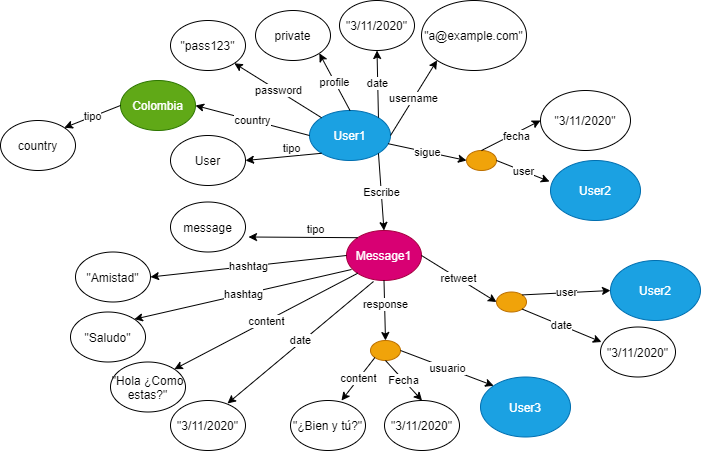 "pass123"
private
"3/11/2020"
"a@example.com"
password
profile
date
username
Colombia
tipo
country
country
User1
tipo
User
sigue
fecha
"3/11/2020"
user
User2
Escribe
message
tipo
Message1
hashtag
"Amistad"
hashtag
"Saludo"
content
"Hola ¿Como
estas?"
date
"3/11/2020"
response
content
"¿Bien y tú?"
Fecha
"3/11/2020"
usuario
User3
retweet
user
User2
date
"3/11/2020"